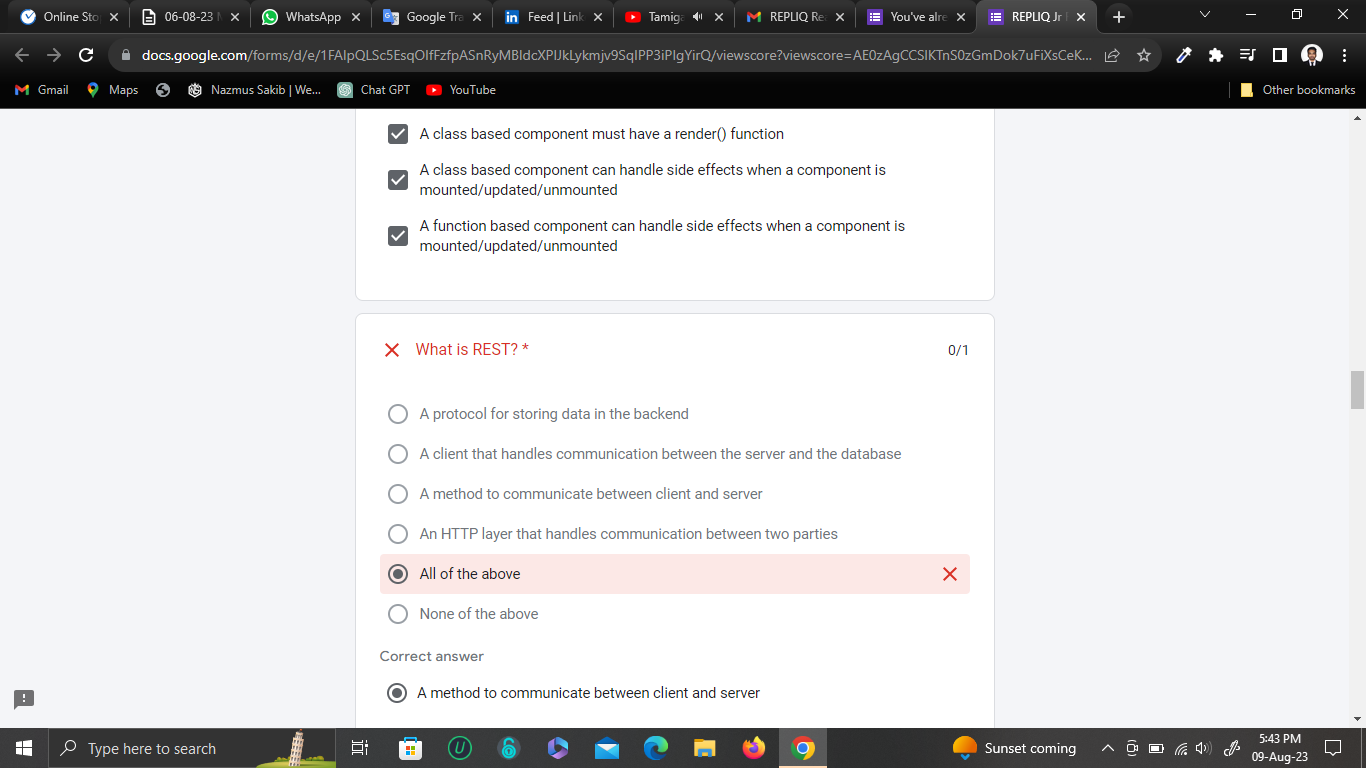 Online Sto
06-08-23
WhatsApp
Google Tra
Feed | Link
Tamiga
REPLIQ Re
You've alre
REPLIQ Jr
docs.google.com/forms/d/e/
Gmail
Maps
Nazmus Sakib | We...
Chat GPT
YouTube
Other bookmarks
A class based component must have a render() function
A class based component can handle side effects when a component is
mounted/updated/unmounted
A function based component can handle side effects when a component is
mounted/updated/unmounted
What is REST? *
0/1
A protocol for storing data in the backend
A client that handles communication between the server and the database
A method to communicate between client and server
An HTTP layer that handles communication between two parties
All of the above
None of the above
Correct answer
A method to communicate between client and server
Type here to search
Sunset coming
5:43 PM
09-Aug-23